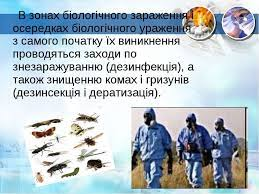 В зонах біологічного зараження і
осередках біологічного ураження
з самого початку їх виникнення
проводяться заходи по
знезаражуванню (дезинфекція), а
також знищенню комах і гризунів
(дезинсекція і дератизація).